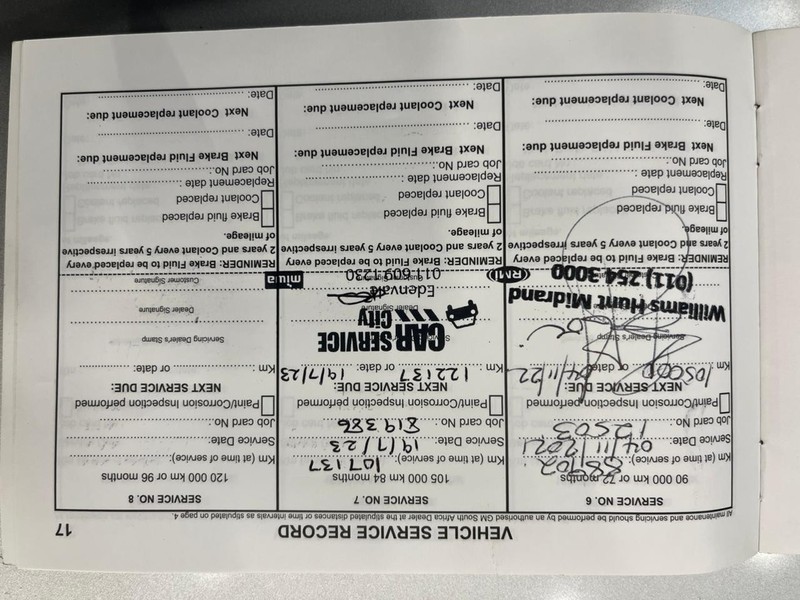 VEHICLE SERVICE RECORD
17
All maintenance and servicing should be performed by an authorised GM South Africa Dealer at the stipulated distances or time intervals as stipulated on page 4.
SERVICE NO. 6
90 000 km or 72 months
Km (at time of service):
Service Date: 04/11/2021
Job card No.: 12503
Paint/Corrosion Inspection performed
NEXT SERVICE DUE:
Km 105000 or date: 04/11/22
Servicing Dealer's Stamp
Williams Hunt Midrand
(011) 254 3000
REMINDER: Brake Fluid to be replaced every
2 years and Coolant every 5 years irrespective
of mileage.
Brake Fluid replaced
Coolant replaced
Replacement date :
Job card No.:
Next Brake Fluid Replacement due:
Date:
Next Coolant replacement due:
Date:
SERVICE NO. 7
105 000 km 84 months
Km (at time of service): 107137
Service Date: 19/7/23
Job card No.: 819386
Paint/Corrosion Inspection performed
NEXT SERVICE DUE:
Km 122137 or date: 19/7/23
CAR SERVICE
CITY
Dealer Signature
Edenvale
011 609 1230
RMI
miwa
REMINDER: Brake Fluid to be replaced every
2 years and Coolant every 5 years irrespective
of mileage.
Brake Fluid replaced
Coolant replaced
Replacement date :
Job card No.:
Next Brake Fluid Replacement due:
Date:
Next Coolant replacement due:
Date:
SERVICE NO. 8
120 000 km or 96 months
Km (at time of service):
Service Date:
Job card No.:
Paint/Corrosion Inspection performed
NEXT SERVICE DUE:
Km or date:
Servicing Dealer's Stamp
Dealer Signature
Customer Signature
REMINDER: Brake Fluid to be replaced every
2 years and Coolant every 5 years irrespective
of mileage.
Brake Fluid replaced
Coolant replaced
Replacement date :
Job card No.:
Next Brake Fluid Replacement due:
Date:
Next Coolant replacement due:
Date: